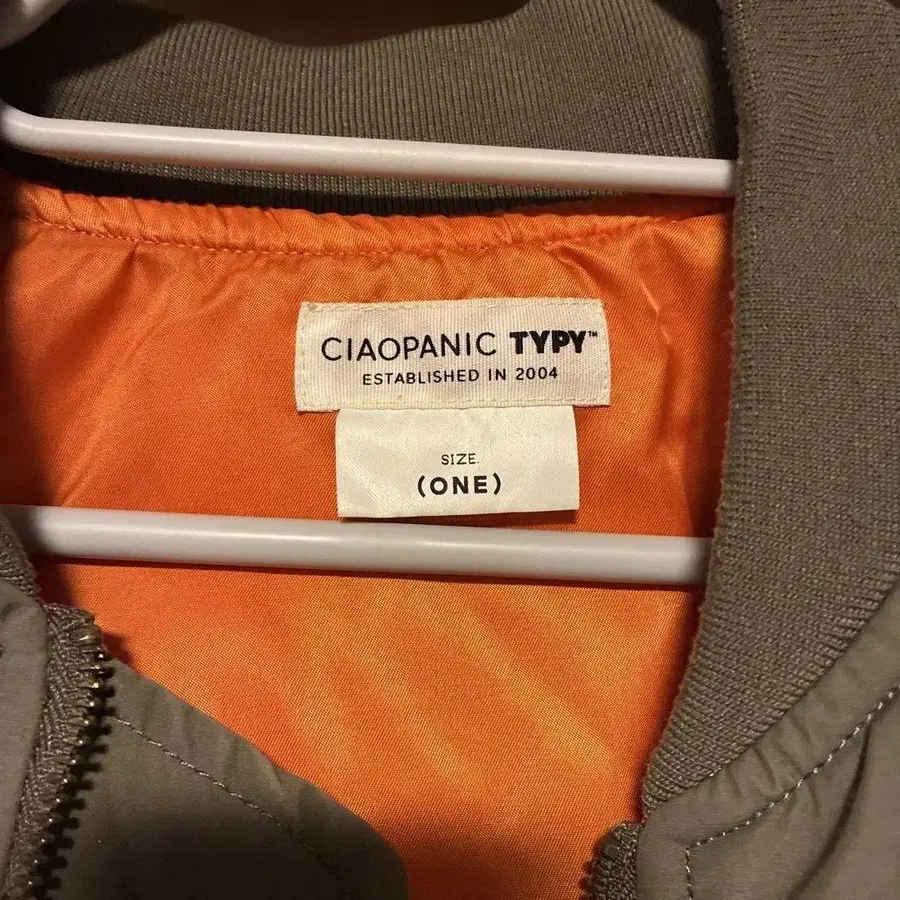 CIAOPANIC TYPY™
ESTABLISHED IN 2004
SIZE.
(ONE)